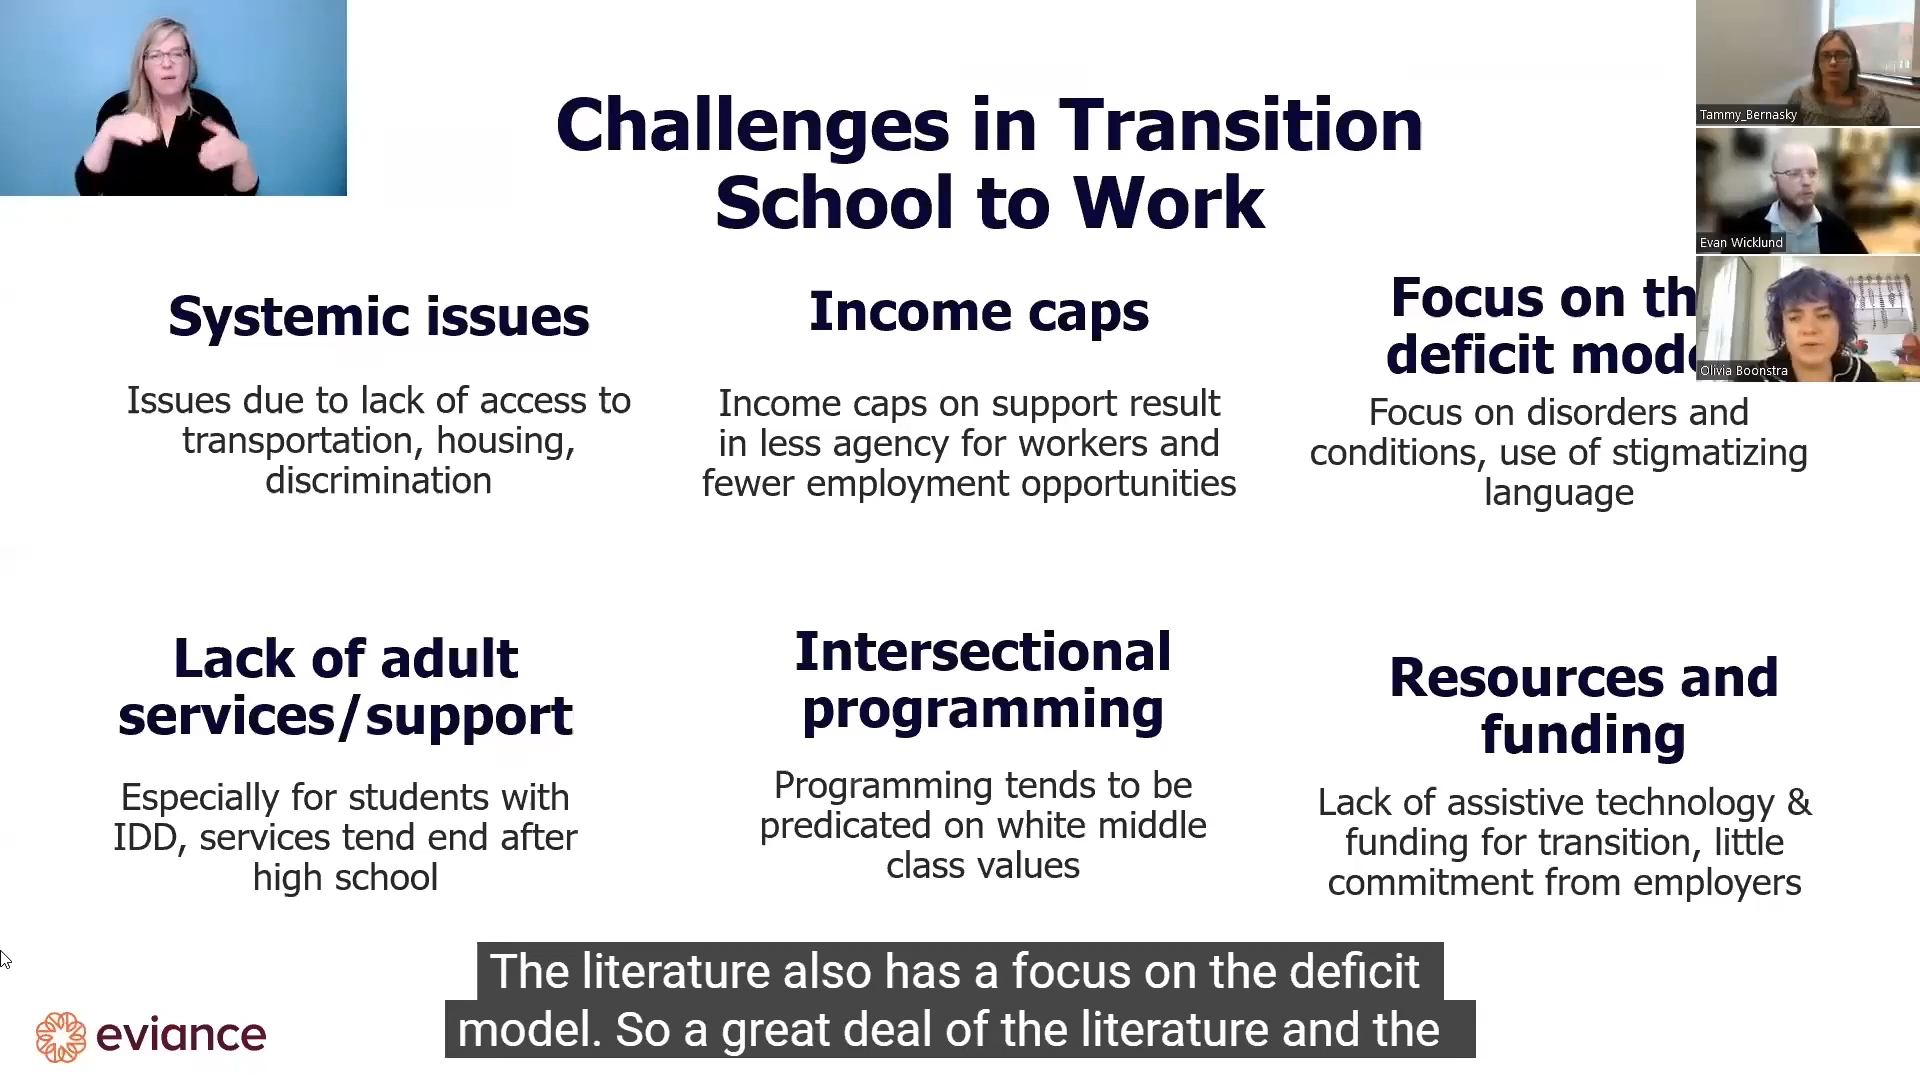 Challenges in Transition
School to Work
Tammy_Bernasky
Evan Wicklund
Olivia Boonstra
Systemic issues
Issues due to lack of access to
transportation, housing,
discrimination
Income caps
Income caps on support result
in less agency for workers and
fewer employment opportunities
Focus on th
deficit mode
Focus on disorders and
conditions, use of stigmatizing
language
Lack of adult
services/support
Especially for students with
IDD, services tend end after
high school
Intersectional
programming
Programming tends to be
predicated on white middle
class values
Resources and
funding
Lack of assistive technology &
funding for transition, little
commitment from employers
The literature also has a focus on the deficit
model. So a great deal of the literature and the
eviance